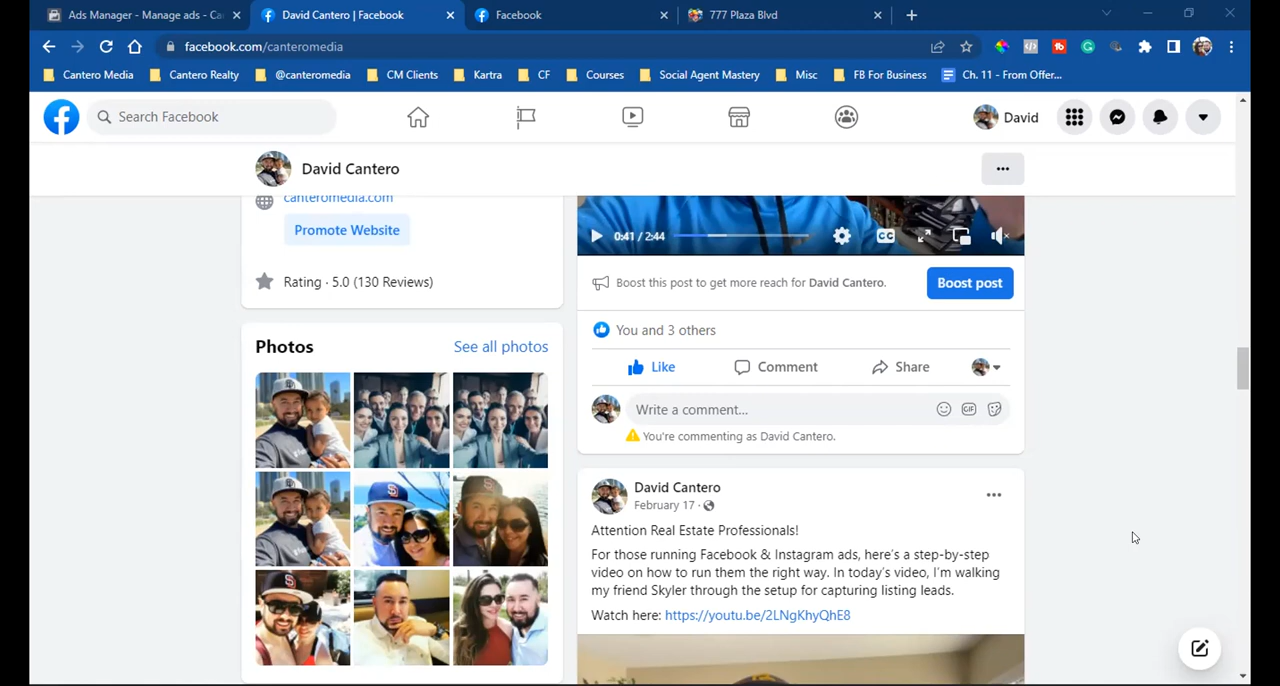 Ads Manager - Manage ads - Ca
David Cantero | Facebook
Facebook
777 Plaza Blvd
facebook.com/canteromedia
Cantero Media
Cantero Realty
@canteromedia
CM Clients
Kartra
CF
Courses
Social Agent Mastery
Misc
FB For Business
Ch. 11 - From Offer...
Search Facebook
David
David Cantero
canteromedia.com
Promote Website
Rating · 5.0 (130 Reviews)
Photos
See all photos
0:41 / 2:44
CC
Boost this post to get more reach for David Cantero.
Boost post
You and 3 others
Like
Comment
Share
Write a comment...
GIF
You're commenting as David Cantero.
David Cantero
February 17 ·
Attention Real Estate Professionals!
For those running Facebook & Instagram ads, here's a step-by-step
video on how to run them the right way. In today's video, I'm walking
my friend Skyler through the setup for capturing listing leads.
Watch here: https://youtu.be/2LNgKhyQhE8